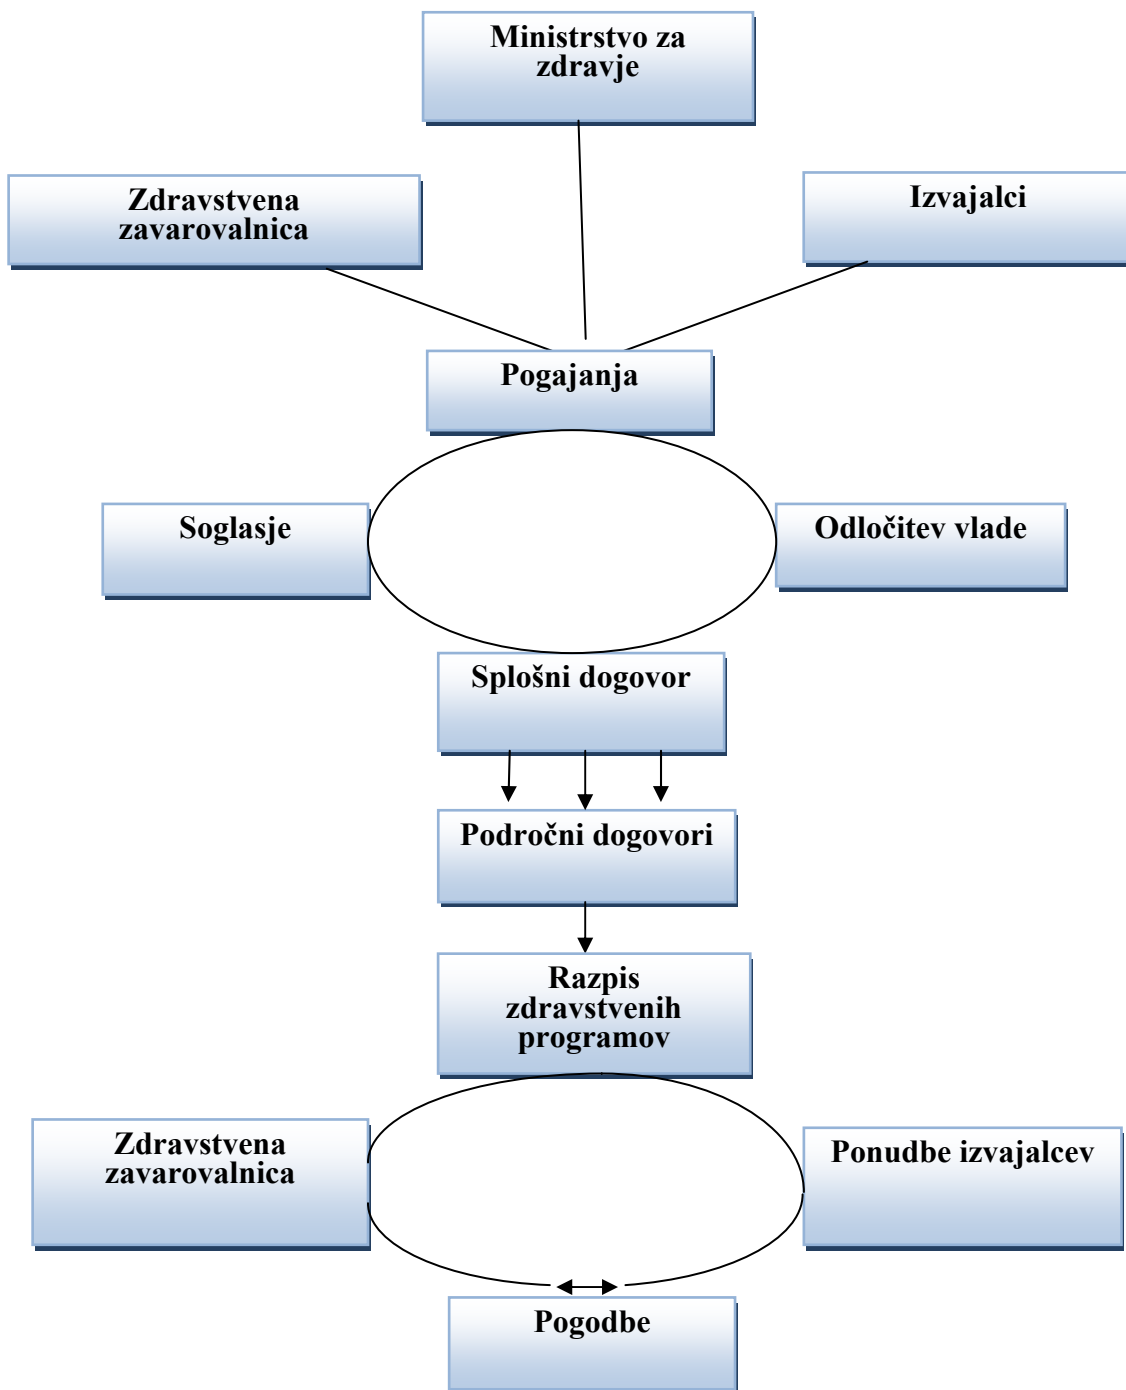 Ministrstvo za
zdravje
Zdravstvena
zavarovalnica
Izvajalci
Pogajanja
Soglasje
Odločitev vlade
Splošni dogovor
Področni dogovori
Razpis
zdravstvenih
programov
Zdravstvena
zavarovalnica
Ponudbe izvajalcev
Pogodbe